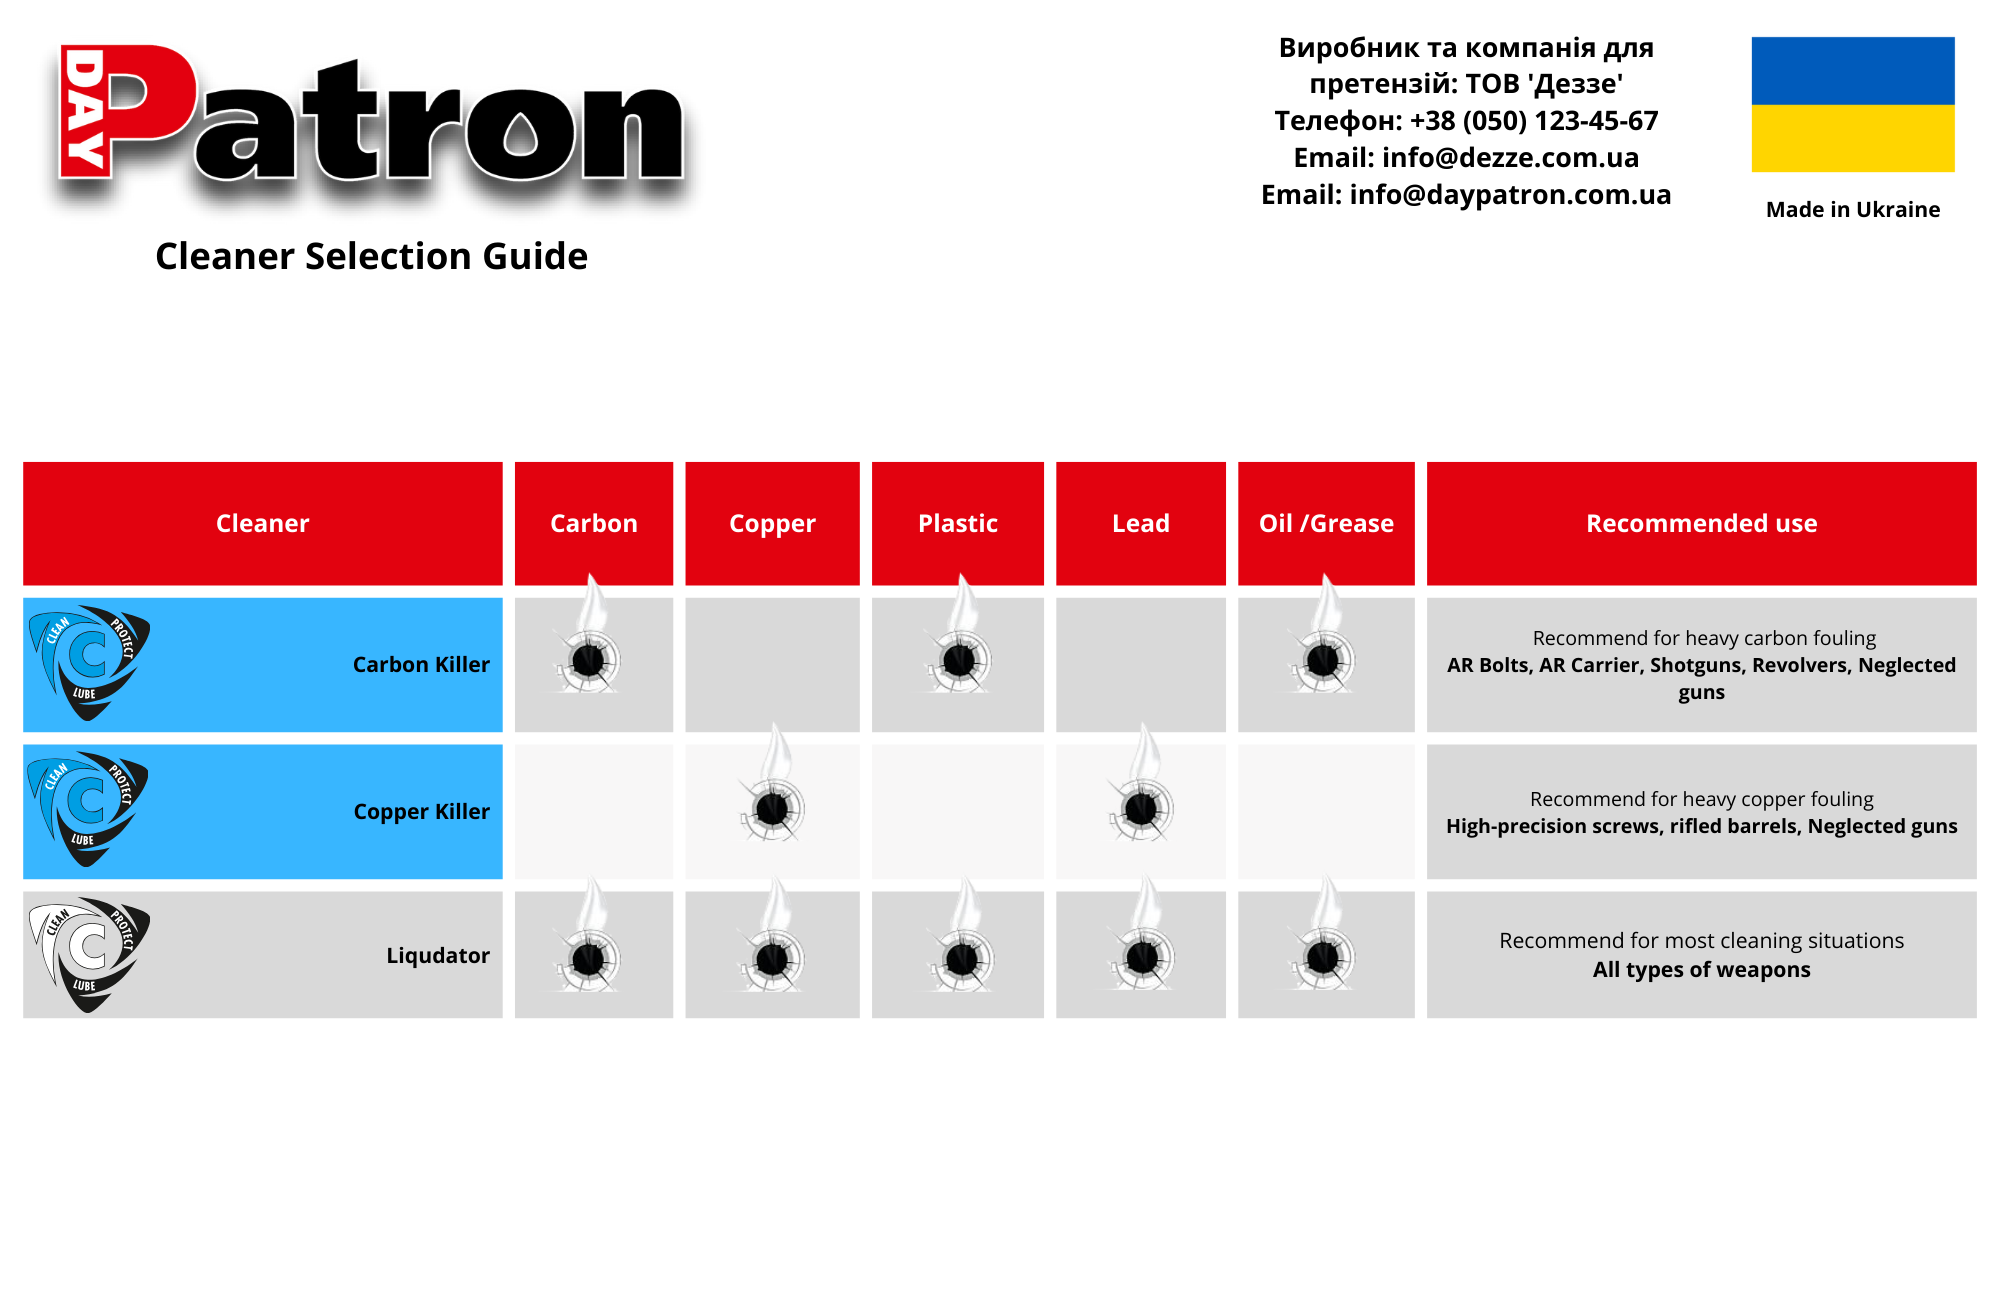 DAY Patron
Cleaner Selection Guide
Виробник та компанія для
претензій: ТОВ 'Деззе'
Телефон: +38 (050) 123-45-67
Email: info@dezze.com.ua
Email: info@daypatron.com.ua
Made in Ukraine
Cleaner
Carbon
Copper
Plastic
Lead
Oil /Grease
Recommended use
CLEAN
PROTECT
C
LUBE
Carbon Killer
Recommend for heavy carbon fouling
AR Bolts, AR Carrier, Shotguns, Revolvers, Neglected
guns
CLEAN
PROTECT
C
LUBE
Copper Killer
Recommend for heavy copper fouling
High-precision screws, rifled barrels, Neglected guns
CLEAN
PROTECT
C
LUBE
Liqudator
Recommend for most cleaning situations
All types of weapons